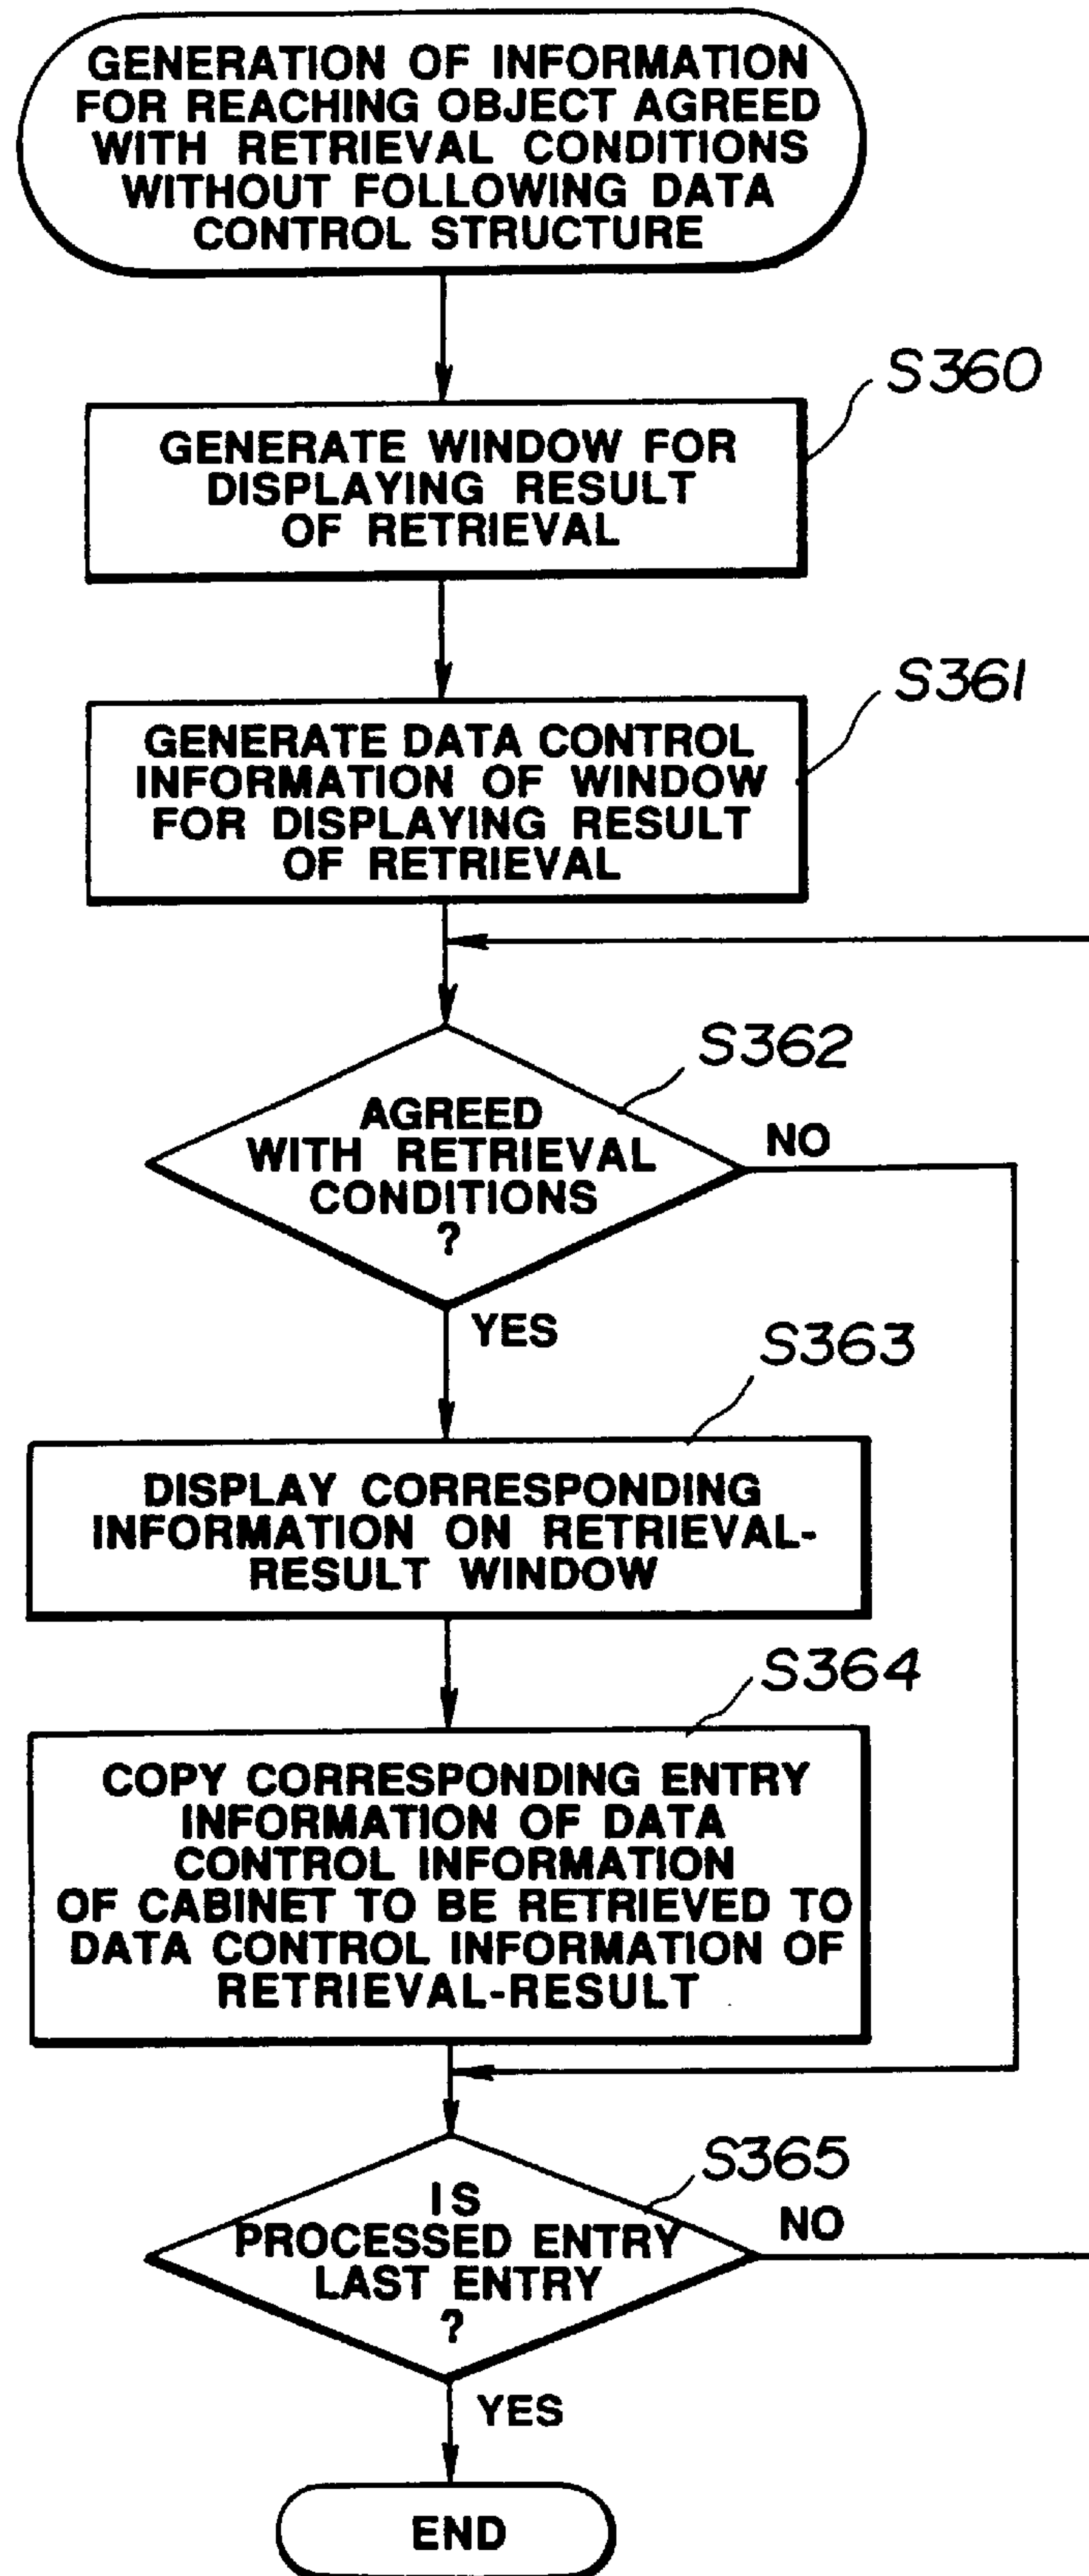 GENERATION OF INFORMATION
FOR REACHING OBJECT AGREED
WITH RETRIEVAL CONDITIONS
WITHOUT FOLLOWING DATA
CONTROL STRUCTURE
S360
GENERATE WINDOW FOR
DISPLAYING RESULT
OF RETRIEVAL
S361
GENERATE DATA CONTROL
INFORMATION OF WINDOW
FOR DISPLAYING RESULT
OF RETRIEVAL
S362
AGREED
WITH RETRIEVAL
CONDITIONS
?
NO
YES
S363
DISPLAY CORRESPONDING
INFORMATION ON RETRIEVAL-
RESULT WINDOW
S364
COPY CORRESPONDING ENTRY
INFORMATION OF DATA
CONTROL INFORMATION
OF CABINET TO BE RETRIEVED TO
DATA CONTROL INFORMATION OF
RETRIEVAL-RESULT
S365
IS
PROCESSED ENTRY
LAST ENTRY
?
NO
YES
END